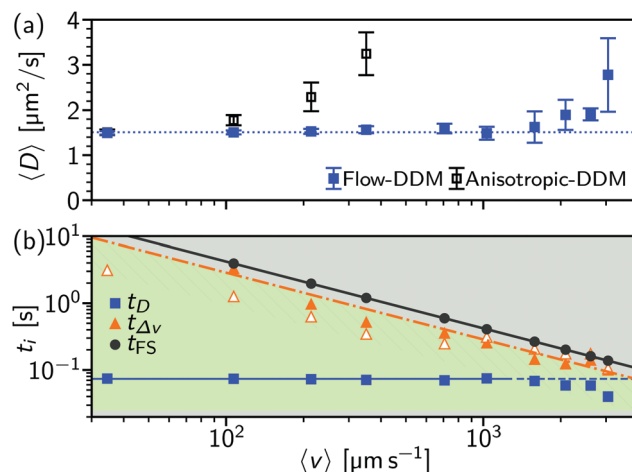 (a)
4
3
2
1
0
⟨D⟩ [µm²/s]
Flow-DDM Anisotropic-DDM
(b)
10¹
10⁰
10⁻¹
t_i [s]
t_D
t_Δv
t_FS
10² 10³
⟨v⟩ [µm s⁻¹]